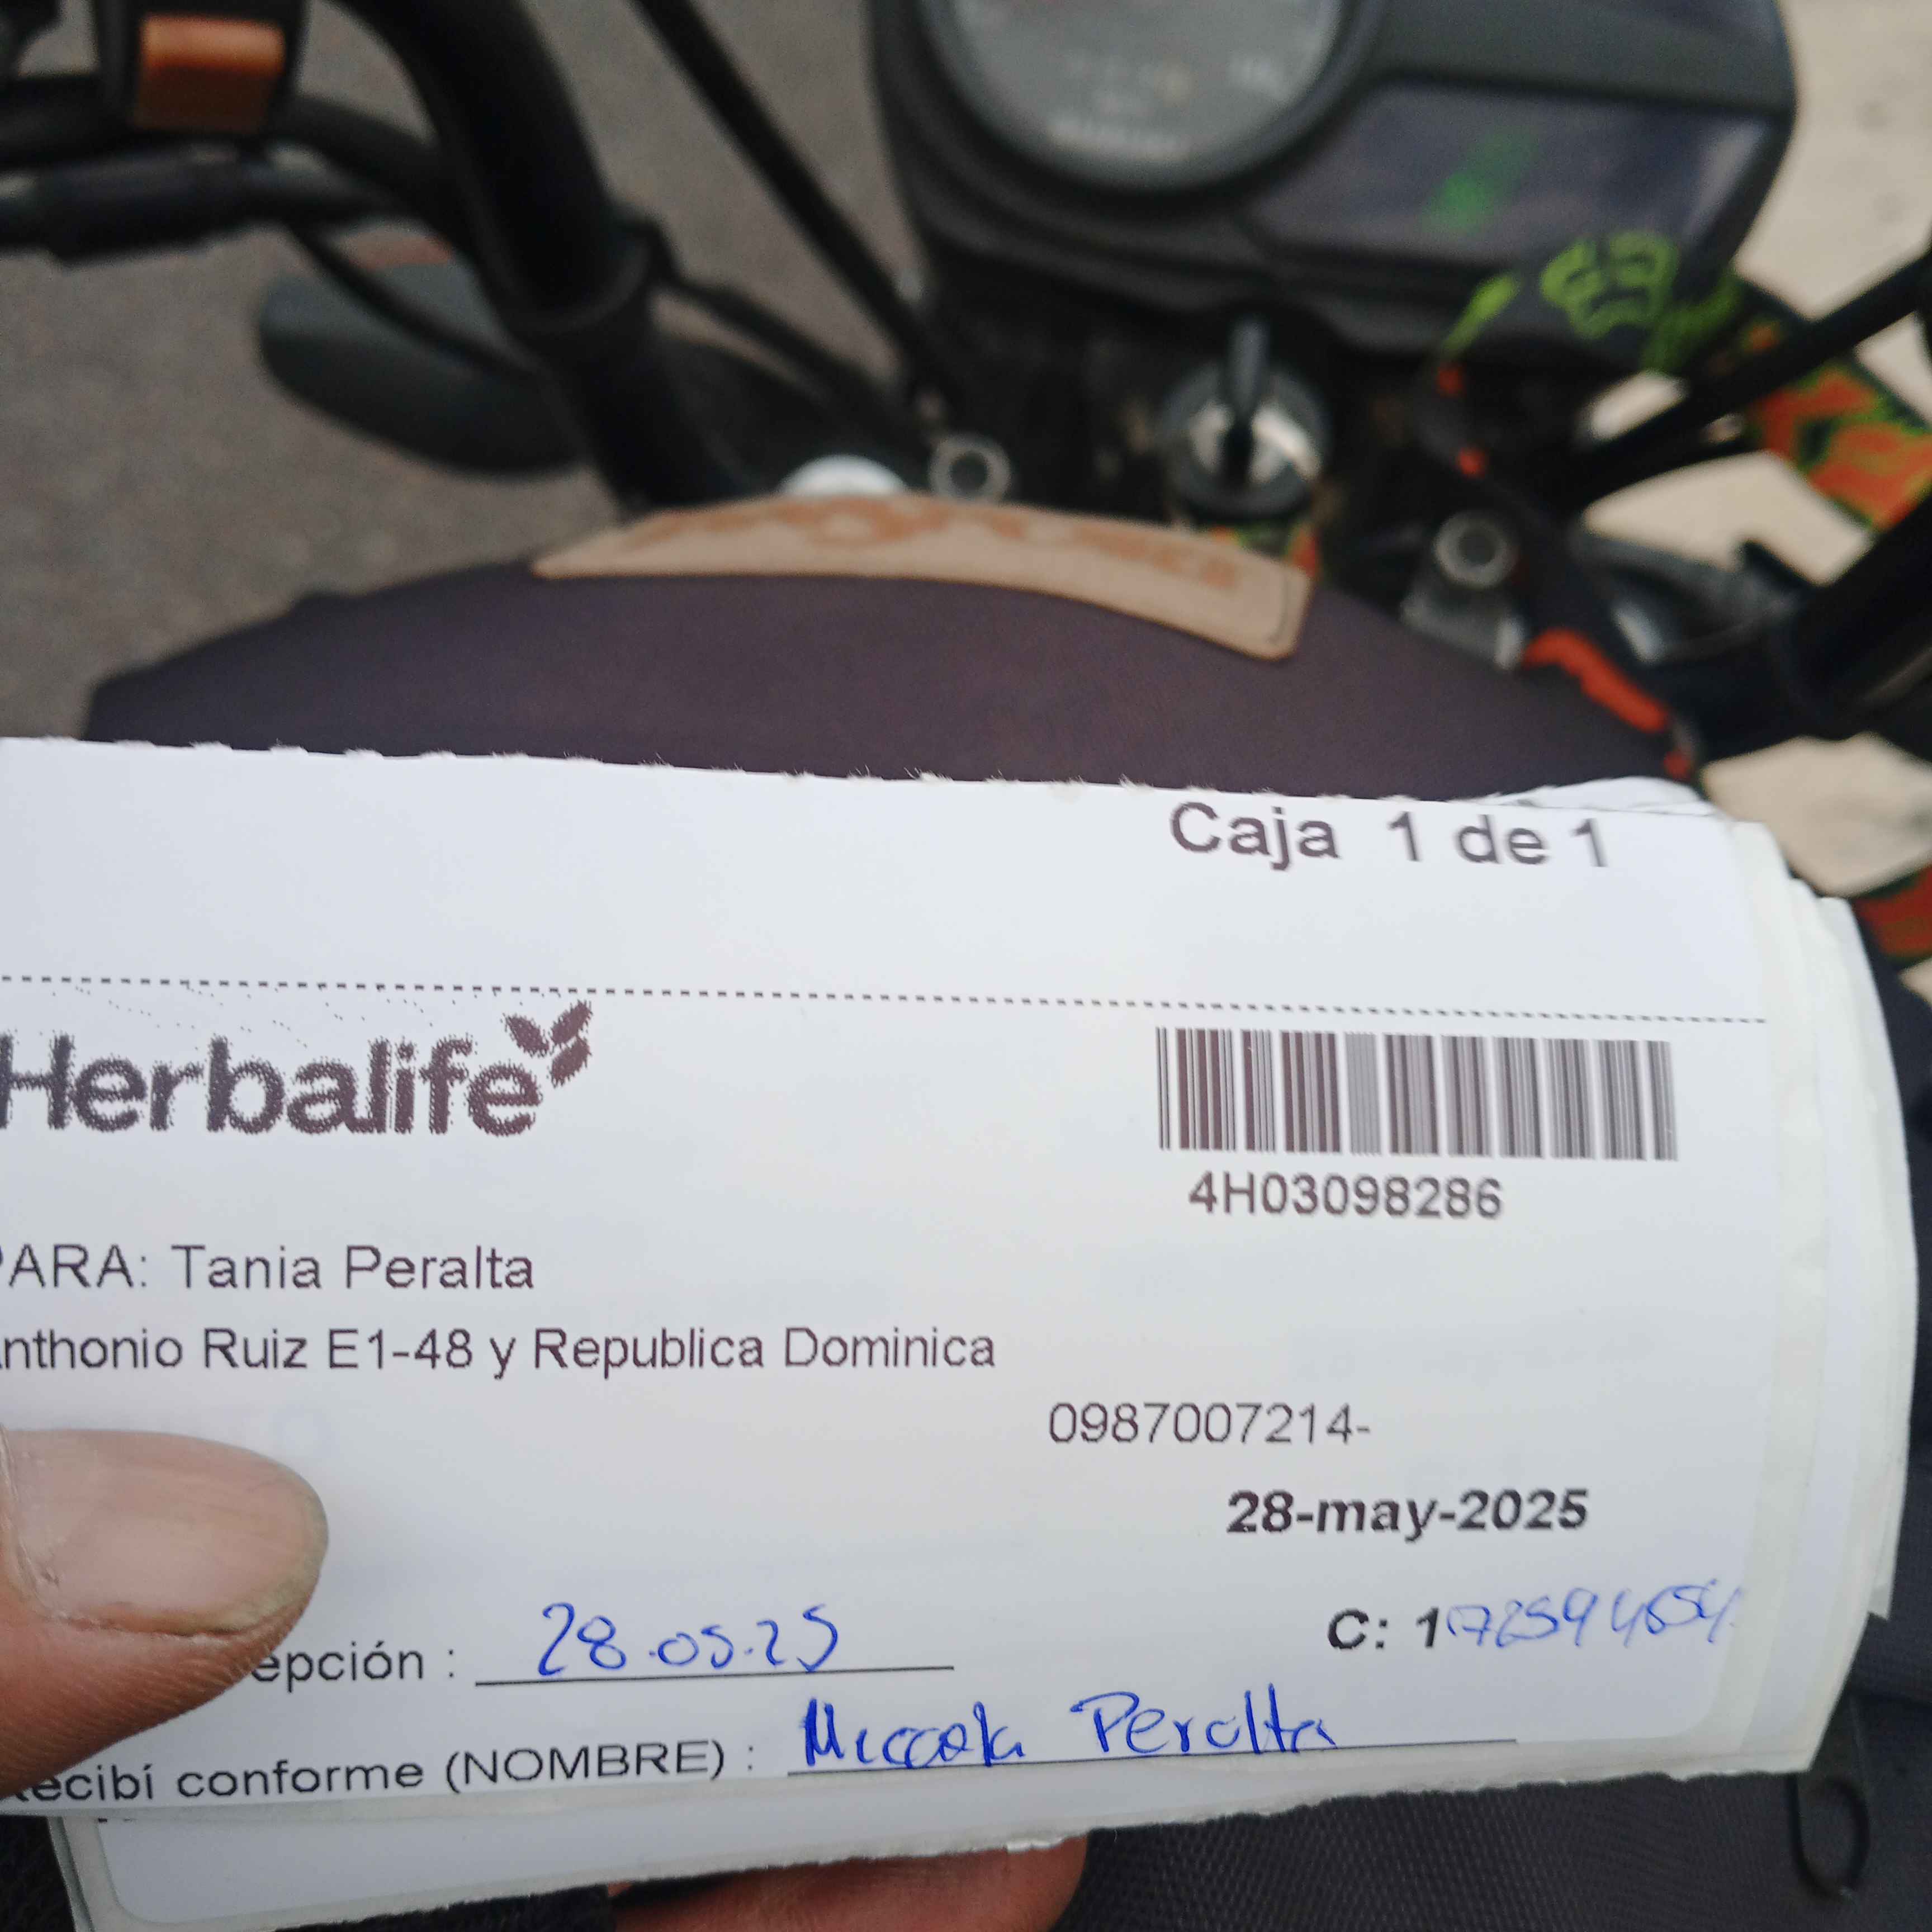 Caja 1 de 1
Herbalife
4H03098286
PARA: Tania Peralta
nthonio Ruiz E1-48 y Republica Dominica
0987007214-
28-may-2025
epción : 28.05.25
C: 1
ecibí conforme (NOMBRE) : Peralta